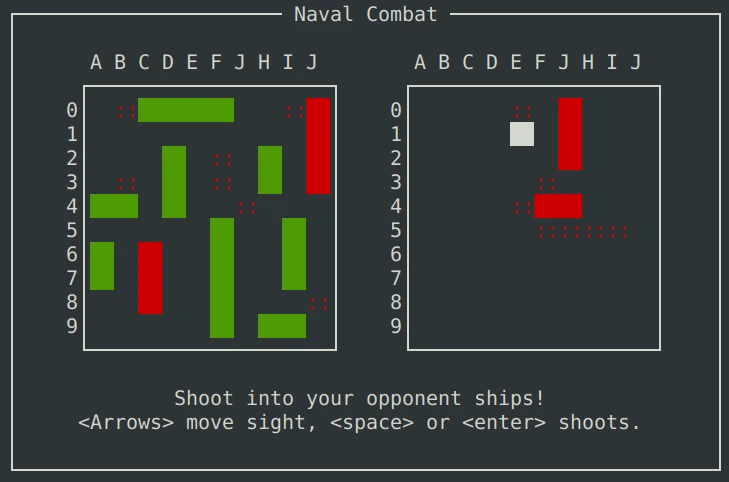 Naval Combat
A B C D E F J H I J A B C D E F J H I J
0 :: :: 0 ::
1 1
2 :: 2
3 :: :: 3 ::
4 :: 4 ::
5 5 ::::::::
6 6
7 7
8 :: 8
9 9
Shoot into your opponent ships!
<Arrows> move sight, <space> or <enter> shoots.